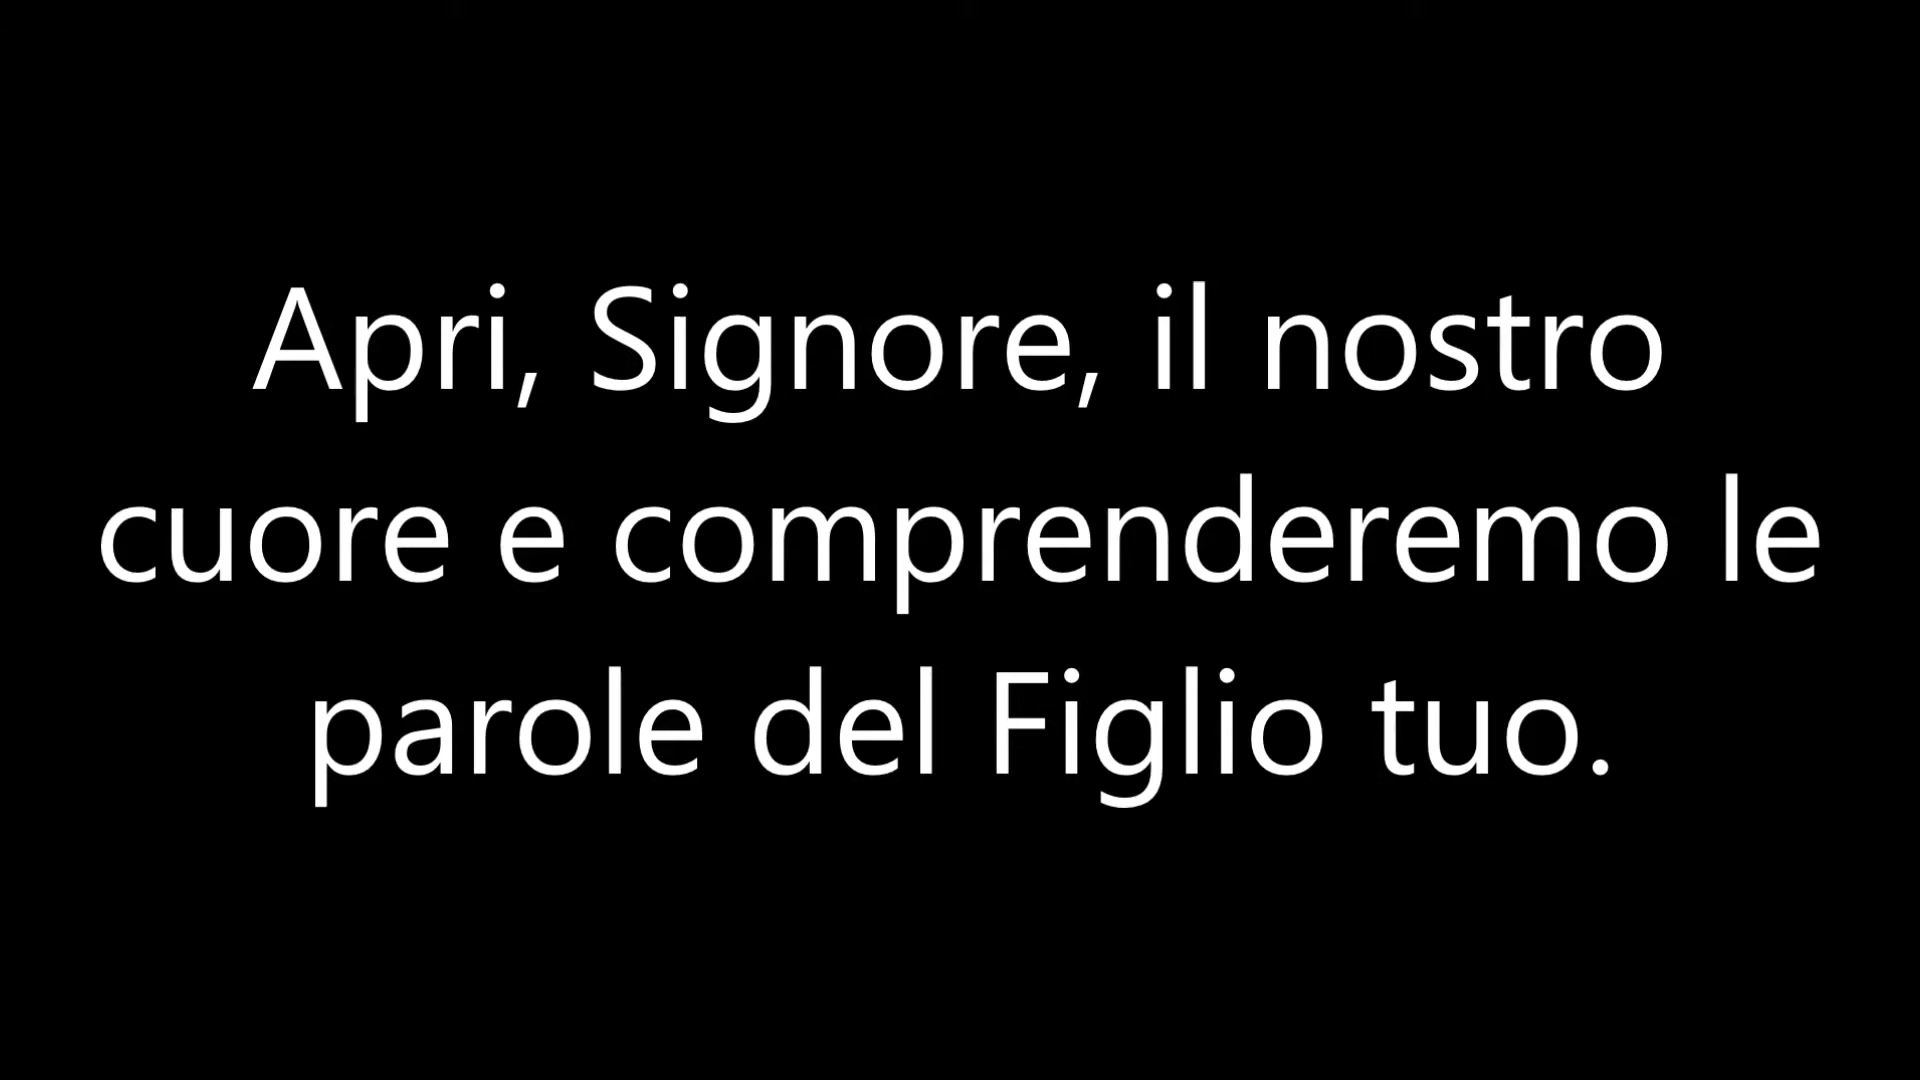 Apri, Signore, il nostro
cuore e comprenderemo le
parole del Figlio tuo.